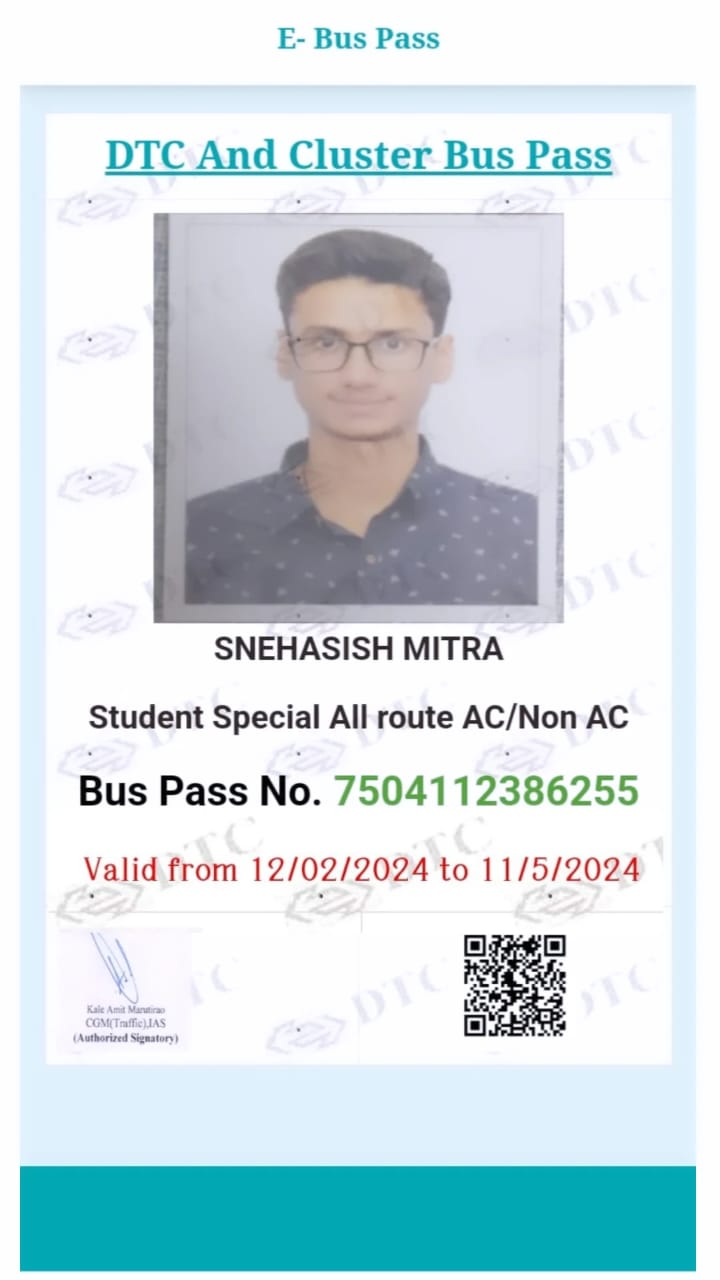 E- Bus Pass
DTC And Cluster Bus Pass
SNEHASISH MITRA
Student Special All route AC/Non AC
Bus Pass No. 7504112386255
Valid from 12/02/2024 to 11/5/2024
Kale Amit Marutirao
CGM(Traffic),IAS
(Authorized Signatory)
DTC